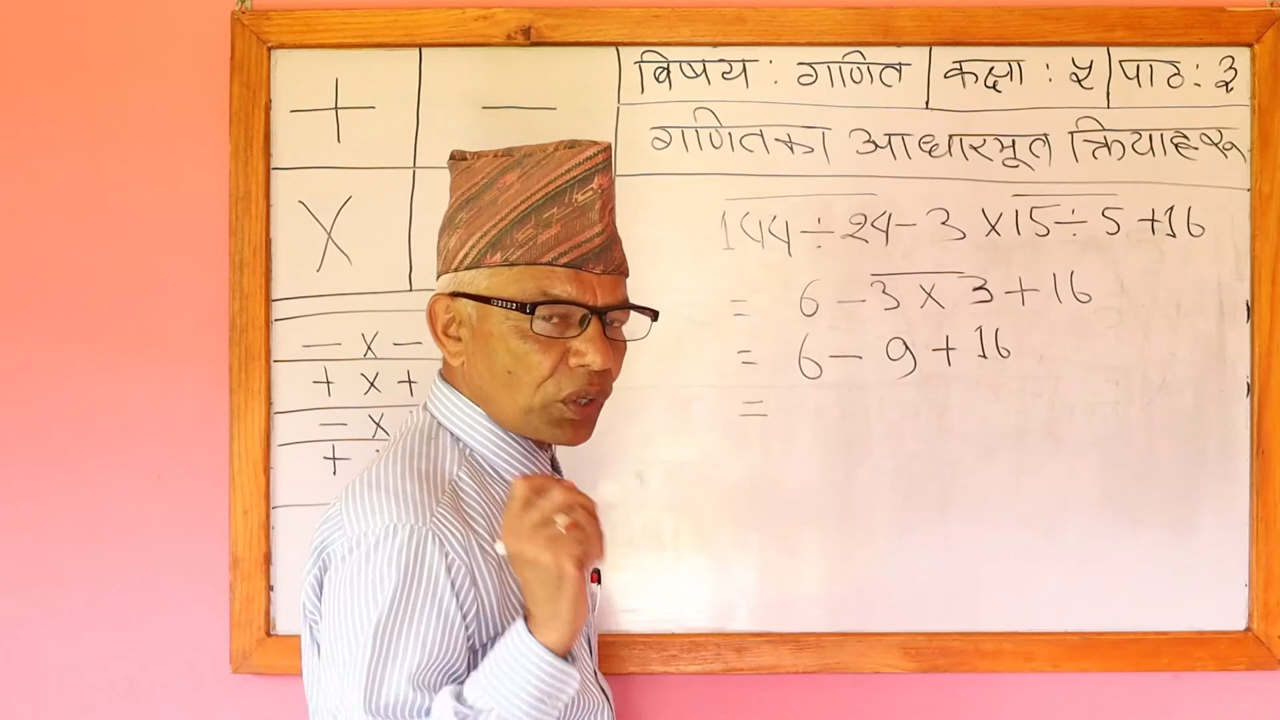 + −
×
− × −
+ × +
− ×
+
विषय : गणित कक्षा : ५ पाठ : ३
गणितका आधारभूत क्रियाहरू
144 ÷ 24 − 3 × 15 ÷ 5 + 16
= 6 − 3 × 3 + 16
= 6 − 9 + 16
=